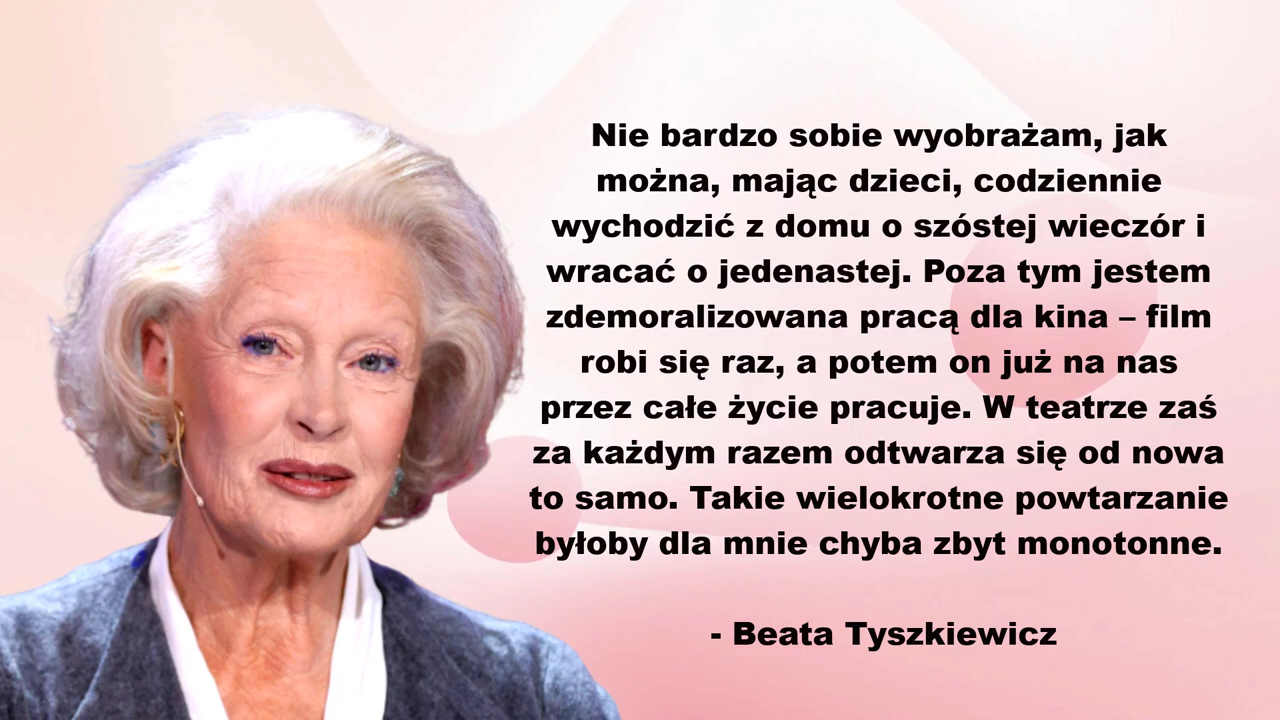 Nie bardzo sobie wyobrażam, jak
można, mając dzieci, codziennie
wychodzić z domu o szóstej wieczór i
wracać o jedenastej. Poza tym jestem
zdemoralizowana pracą dla kina – film
robi się raz, a potem on już na nas
przez całe życie pracuje. W teatrze zaś
za każdym razem odtwarza się od nowa
to samo. Takie wielokrotne powtarzanie
byłoby dla mnie chyba zbyt monotonne.
- Beata Tyszkiewicz